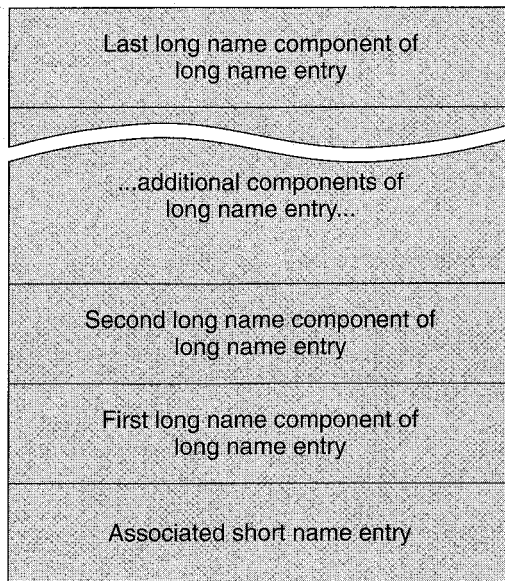 Last long name component of
long name entry
...additional components of
long name entry...
Second long name component of
long name entry
First long name component of
long name entry
Associated short name entry